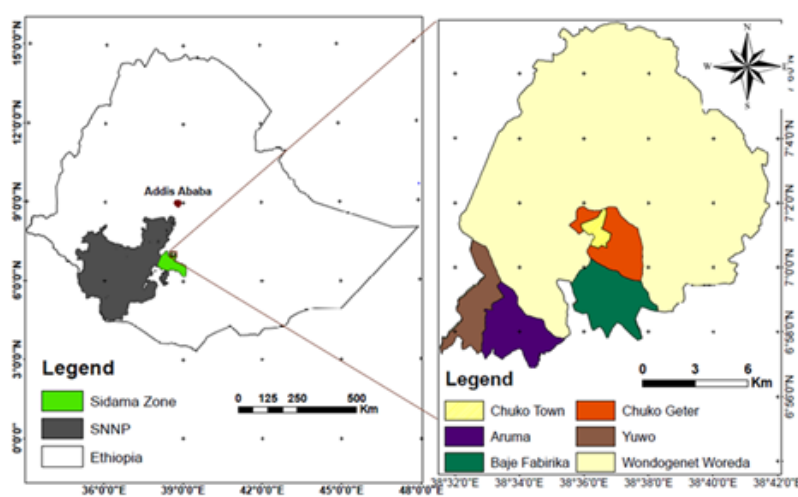 15°0'0"N
12°0'0"N
9°0'0"N
6°0'0"N
3°0'0"N
0°0'0"
Addis Ababa
Legend
Sidama Zone
SNNP
Ethiopia
0 125 250 500
Km
36°0'0"E 39°0'0"E 42°0'0"E 45°0'0"E 48°0'0"E
N
W
S
7°4'0"N
7°2'0"N
7°0'0"N
6°58'0"N
6°56'0"N
0 3 6
Km
Legend
Chuko Town
Chuko Geter
Aruma
Yuwo
Baje Fabirika
Wondogenet Woreda
38°32'0"E 38°34'0"E 38°36'0"E 38°38'0"E 38°40'0"E